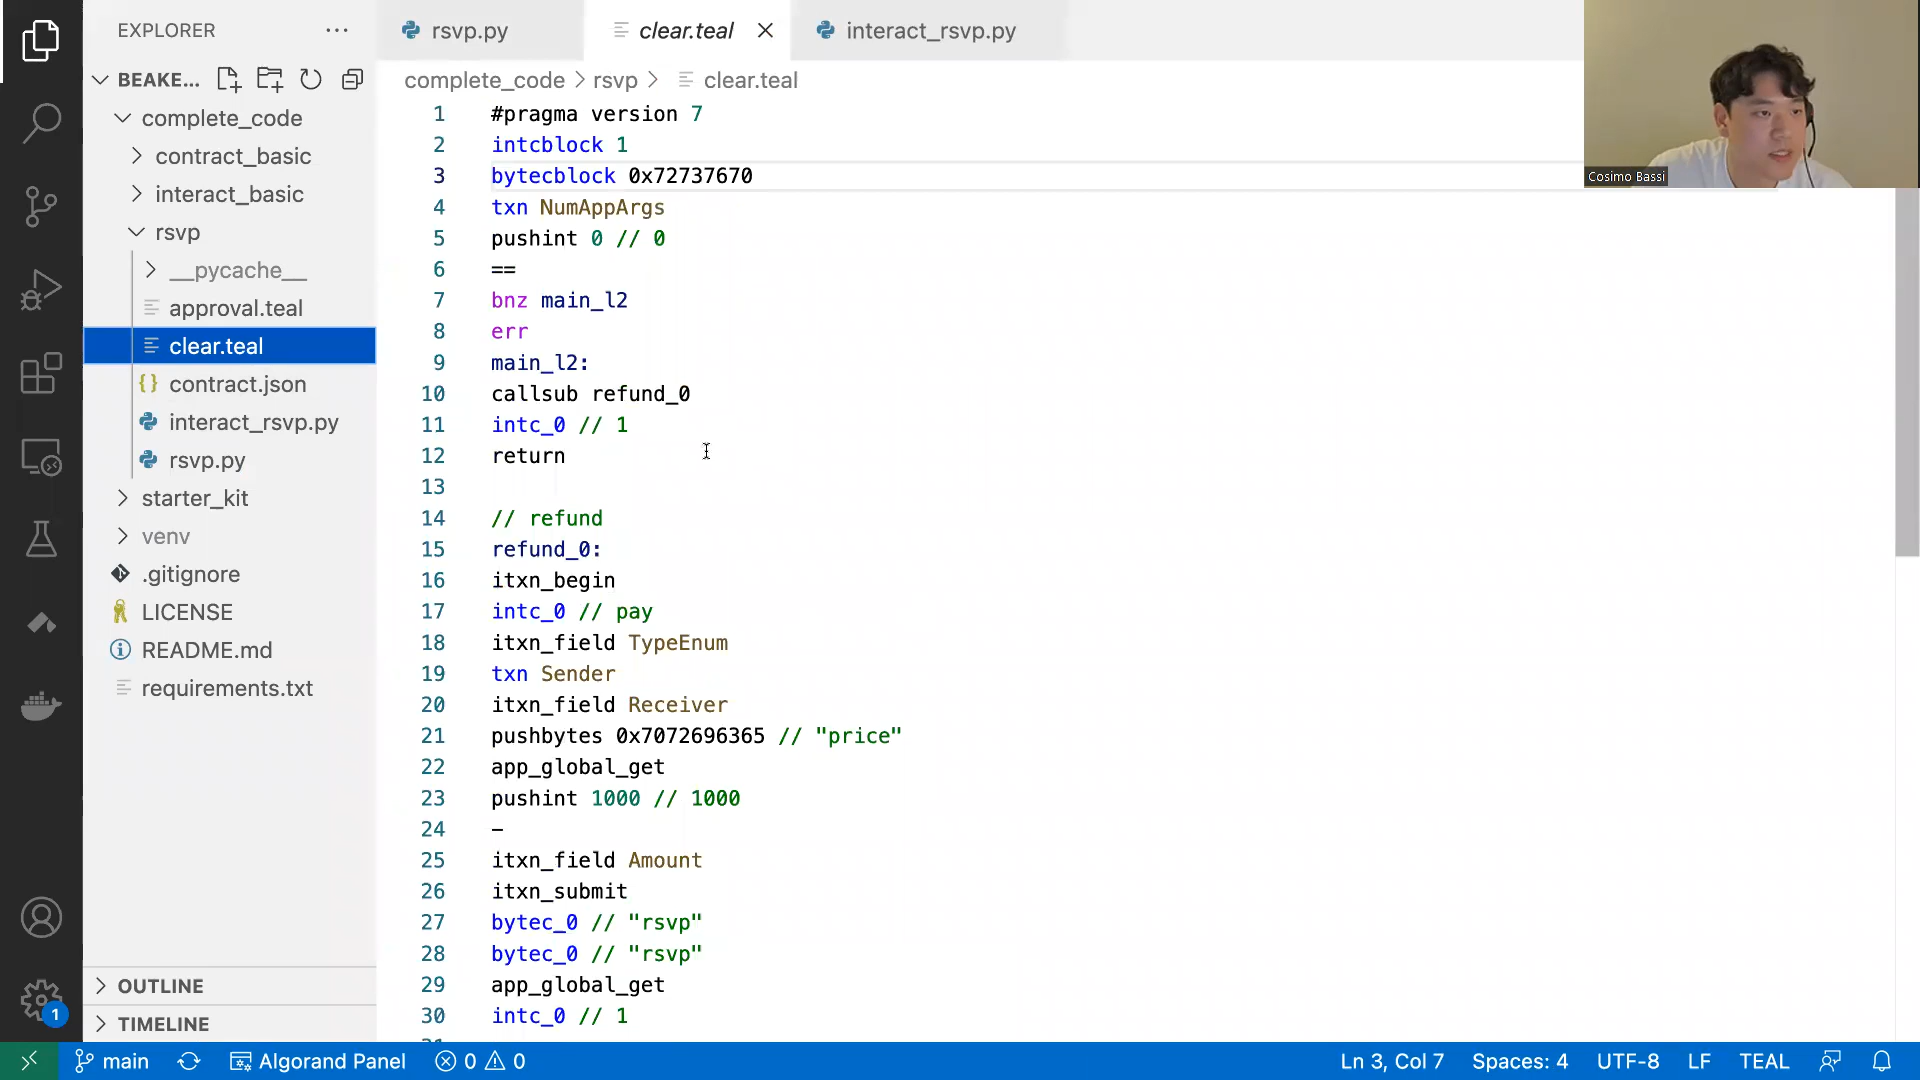 EXPLORER
rsvp.py
clear.teal
interact_rsvp.py
BEAKE...
complete_code > rsvp > clear.teal
complete_code
contract_basic
interact_basic
rsvp
__pycache__
approval.teal
clear.teal
contract.json
interact_rsvp.py
rsvp.py
starter_kit
venv
.gitignore
LICENSE
README.md
requirements.txt
OUTLINE
TIMELINE
1 #pragma version 7
2 intcblock 1
3 bytecblock 0x72737670
4 txn NumAppArgs
5 pushint 0 // 0
6 ==
7 bnz main_l2
8 err
9 main_l2:
10 callsub refund_0
11 intc_0 // 1
12 return
13
14 // refund
15 refund_0:
16 itxn_begin
17 intc_0 // pay
18 itxn_field TypeEnum
19 txn Sender
20 itxn_field Receiver
21 pushbytes 0x7072696365 // "price"
22 app_global_get
23 pushint 1000 // 1000
24 -
25 itxn_field Amount
26 itxn_submit
27 bytec_0 // "rsvp"
28 bytec_0 // "rsvp"
29 app_global_get
30 intc_0 // 1
Cosimo Bassi
1
main
Algorand Panel
0
0
Ln 3, Col 7
Spaces: 4
UTF-8
LF
TEAL